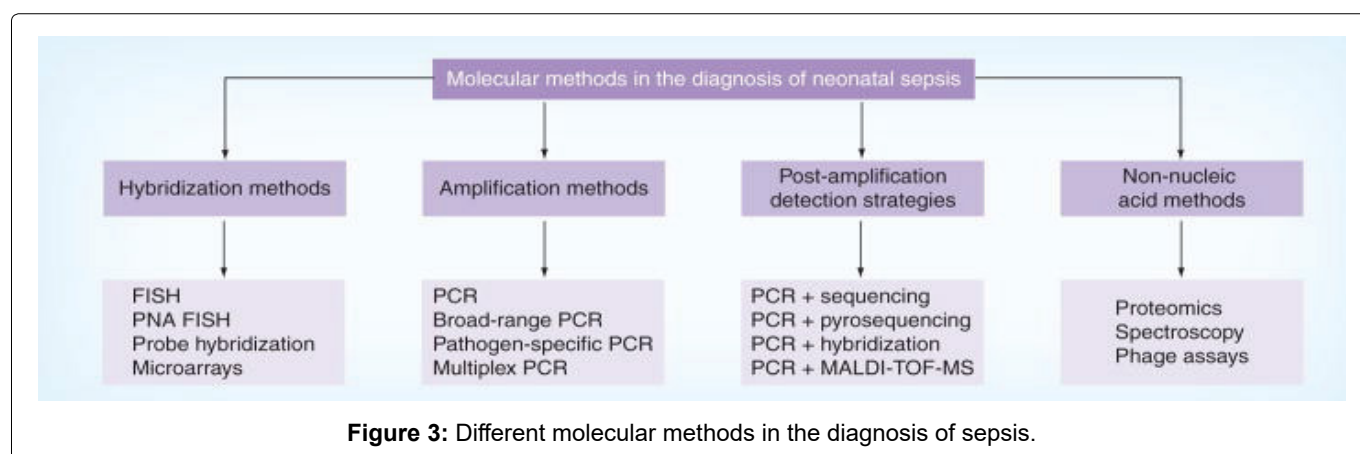 Molecular methods in the diagnosis of neonatal sepsis
Hybridization methods
Amplification methods
Post-amplification
detection strategies
Non-nucleic
acid methods
FISH
PNA FISH
Probe hybridization
Microarrays
PCR
Broad-range PCR
Pathogen-specific PCR
Multiplex PCR
PCR + sequencing
PCR + pyrosequencing
PCR + hybridization
PCR + MALDI-TOF-MS
Proteomics
Spectroscopy
Phage assays
Figure 3: Different molecular methods in the diagnosis of sepsis.